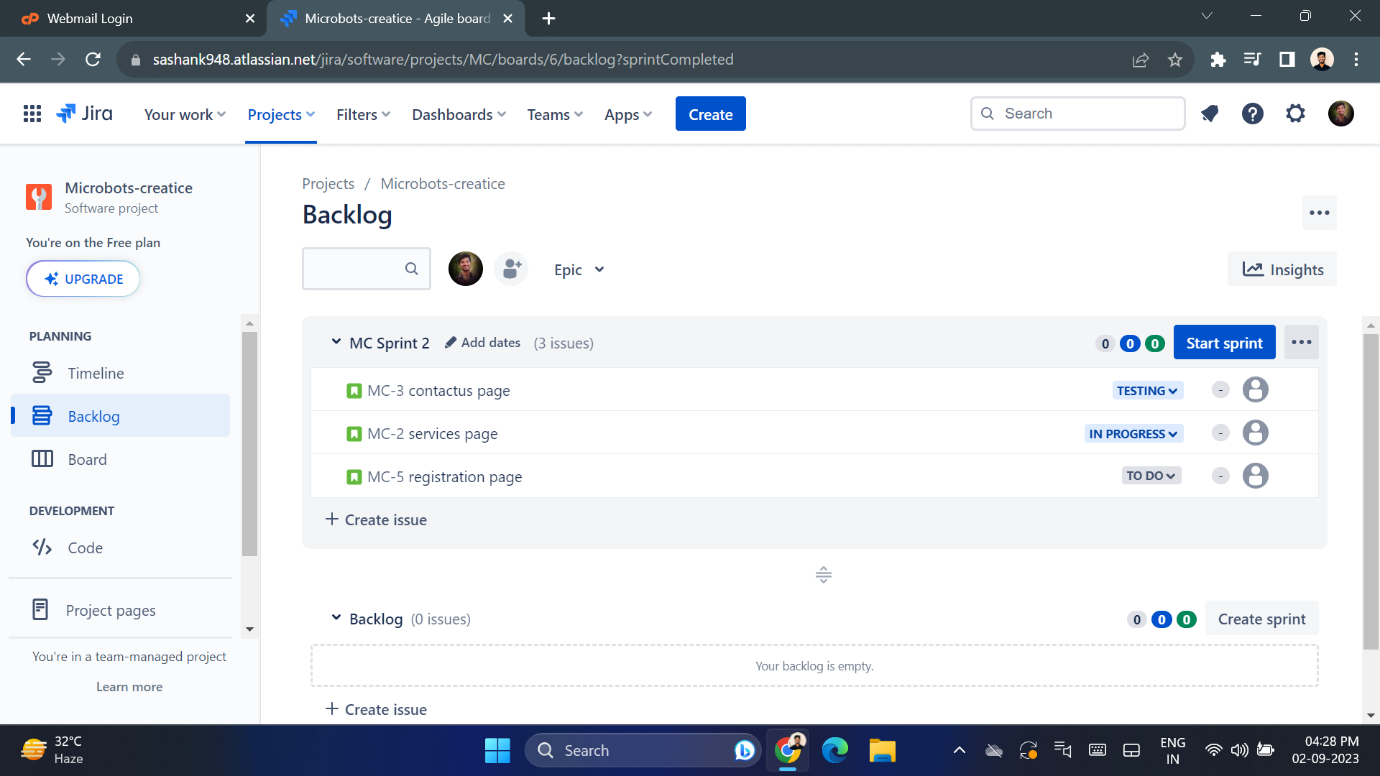 Webmail Login
Microbots-creatice - Agile board
sashank948.atlassian.net/jira/software/projects/MC/boards/6/backlog?sprintCompleted
Jira Your work Projects Filters Dashboards Teams Apps Create Search
Microbots-creatice
Software project
You're on the Free plan
UPGRADE
PLANNING
Timeline
Backlog
Board
DEVELOPMENT
Code
Project pages
You're in a team-managed project
Learn more
Projects / Microbots-creatice
Backlog
Epic
Insights
MC Sprint 2 Add dates (3 issues) 0 0 0 Start sprint
MC-3 contactus page TESTING -
MC-2 services page IN PROGRESS -
MC-5 registration page TO DO -
+ Create issue
Backlog (0 issues) 0 0 0 Create sprint
Your backlog is empty.
+ Create issue
32°C
Haze
Search
ENG
IN
04:28 PM
02-09-2023